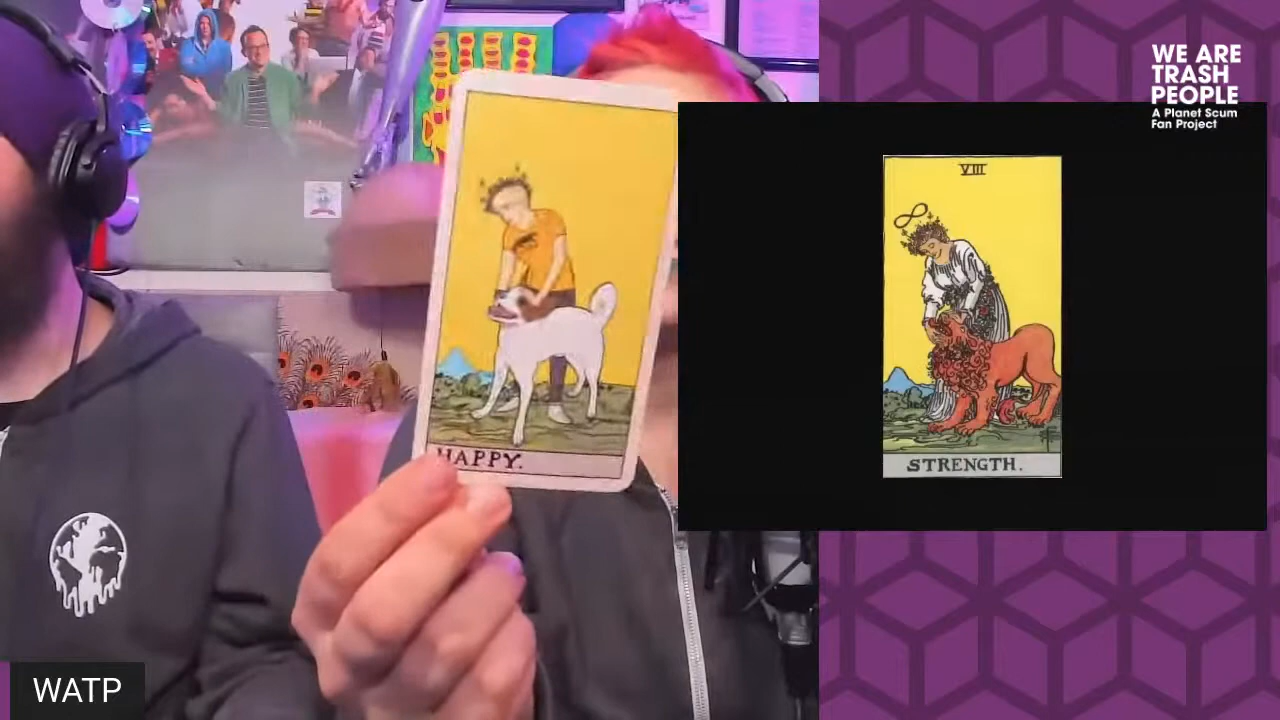 WE ARE
TRASH
PEOPLE
A Planet Scum
Fan Project
VIII
HAPPY.
STRENGTH.
WATP